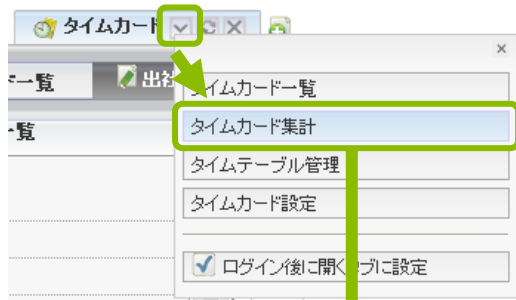 タイムカード
一覧
出社
タイムカード一覧
一覧
タイムカード集計
タイムテーブル管理
タイムカード設定
ログイン後に開くタブに設定